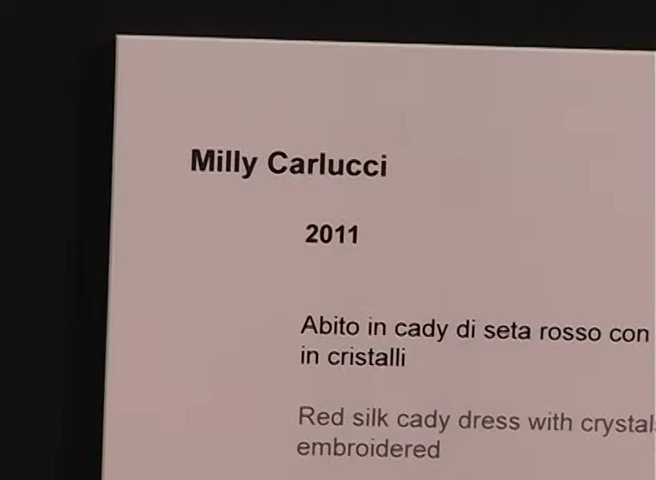 Milly Carlucci
2011
Abito in cady di seta rosso con
in cristalli
Red silk cady dress with crystal
embroidered